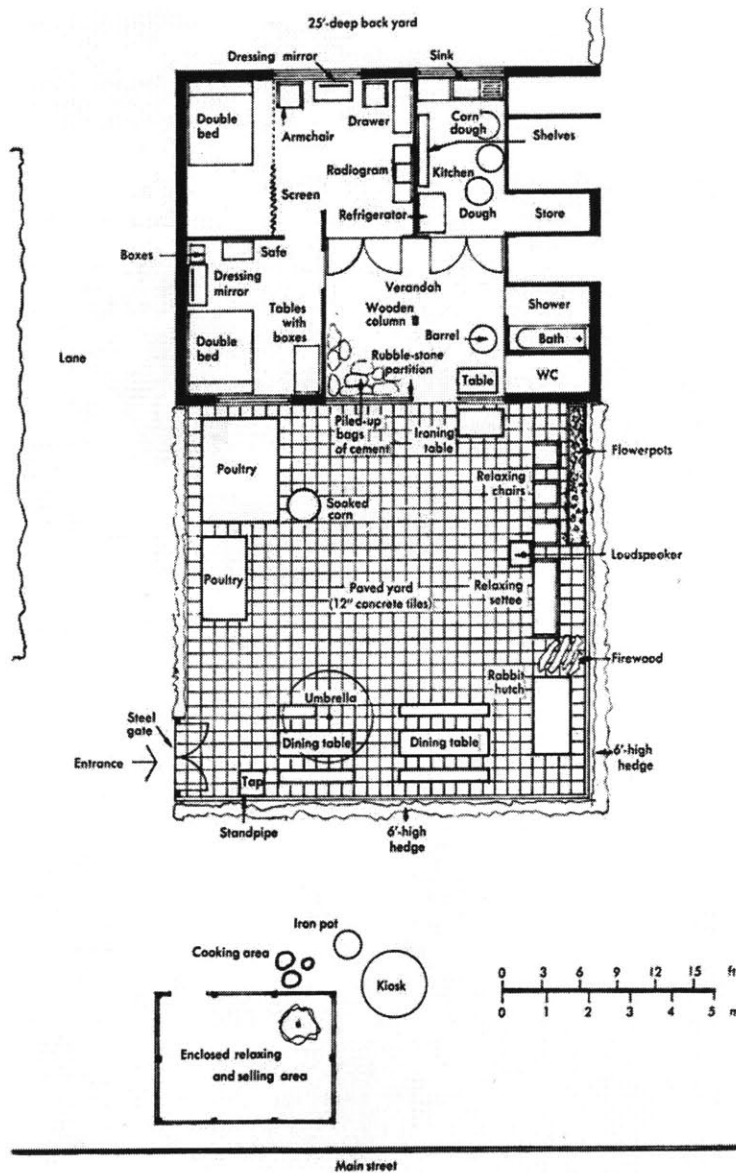 25'-deep back yard
Dressing mirror
Sink
Double
bed
Armchair
Drawer
Corn
dough
Shelves
Radiogram
Kitchen
Screen
Refrigerator
Dough
Store
Boxes
Safe
Dressing
mirror
Verandah
Wooden
column
Shower
Tables
with
boxes
Double
bed
Barrel
Bath
Rubble-stone
partition
Lane
Table
WC
Piled-up
bags
of cement
Ironing
table
Flowerpots
Poultry
Relaxing
chairs
Soaked
corn
Loudspeaker
Poultry
Paved yard
(12" concrete tiles)
Relaxing
settee
Firewood
Rabbit
hutch
Umbrella
Steel
gate
Dining table
Dining table
6'-high
hedge
Entrance
Tap
Standpipe
6'-high
hedge
Iron pot
Cooking area
Kiosk
0 3 6 9 12 15 ft
0 1 2 3 4 5 m
Enclosed relaxing
and selling area
Main street